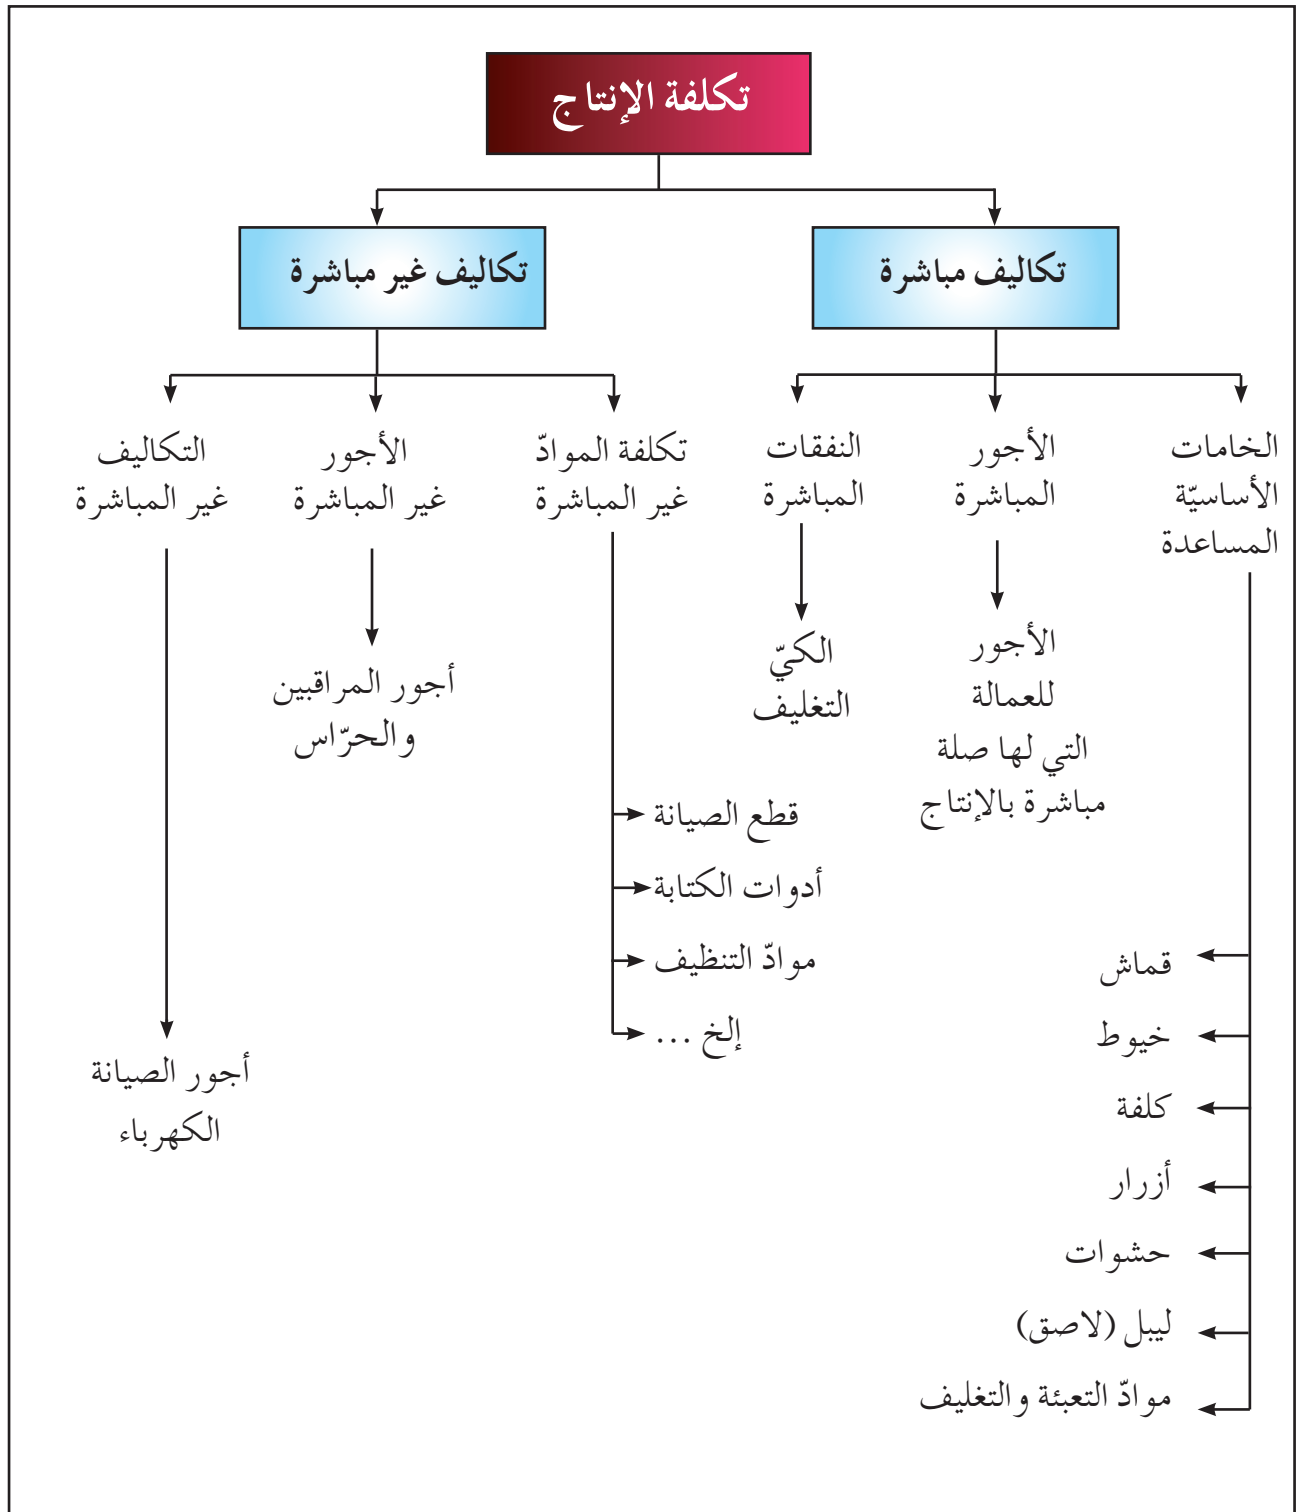 تكلفة الإنتاج
تكاليف مباشرة
تكاليف غير مباشرة
الخامات
الأساسيّة
المساعدة
الأجور
المباشرة
النفقات
المباشرة
تكلفة الموادّ
غير المباشرة
الأجور
غير المباشرة
التكاليف
غير المباشرة
الأجور
للعمالة
التي لها صلة
مباشرة بالإنتاج
الكيّ
التغليف
أجور المراقبين
والحرّاس
قطع الصيانة
أدوات الكتابة
موادّ التنظيف
إلخ ...
أجور الصيانة
الكهرباء
قماش
خيوط
كلفة
أزرار
حشوات
ليبل (لاصق)
موادّ التعبئة والتغليف